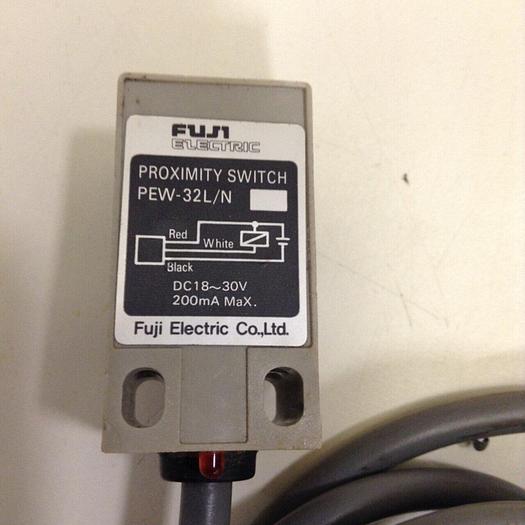 FUJI
ELECTRIC
PROXIMITY SWITCH
PEW-32L/N
Red
White
Black
DC18~30V
200mA MaX.
Fuji Electric Co.,Ltd.